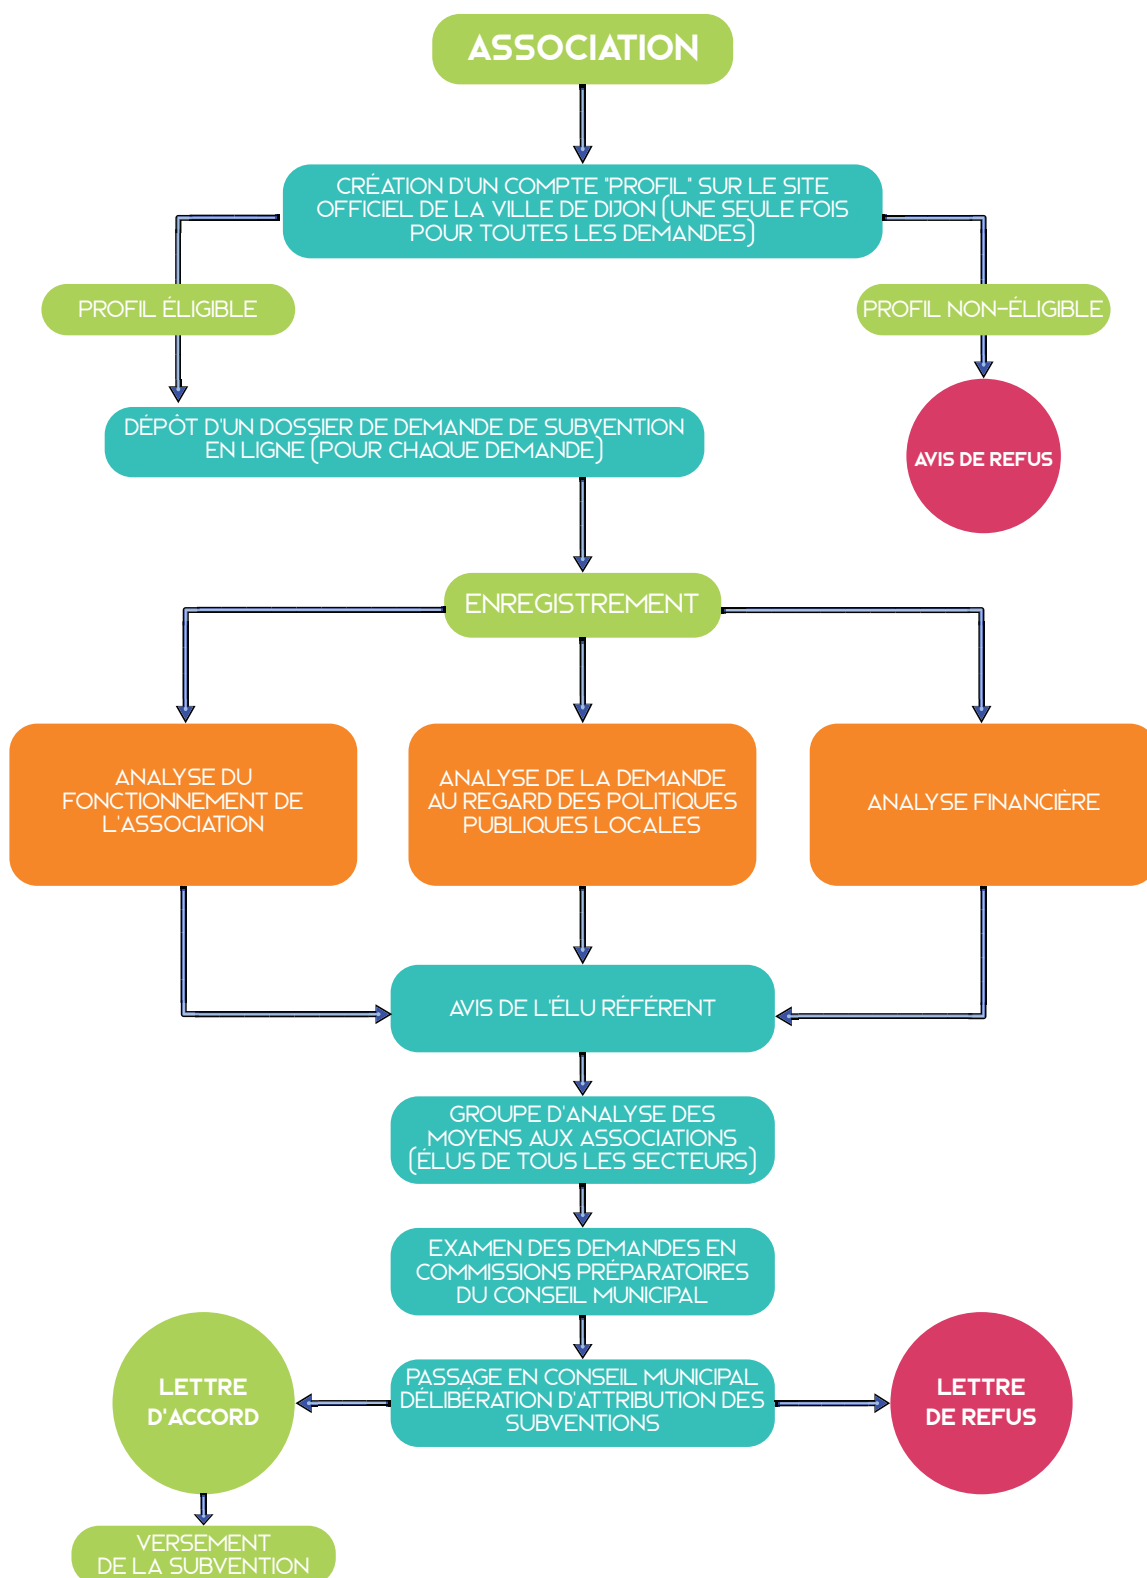 ASSOCIATION
CRÉATION D'UN COMPTE "PROFIL" SUR LE SITE
OFFICIEL DE LA VILLE DE DIJON (UNE SEULE FOIS
POUR TOUTES LES DEMANDES)
PROFIL ÉLIGIBLE
PROFIL NON-ÉLIGIBLE
DÉPÔT D'UN DOSSIER DE DEMANDE DE SUBVENTION
EN LIGNE (POUR CHAQUE DEMANDE)
AVIS DE REFUS
ENREGISTREMENT
ANALYSE DU
FONCTIONNEMENT DE
L'ASSOCIATION
ANALYSE DE LA DEMANDE
AU REGARD DES POLITIQUES
PUBLIQUES LOCALES
ANALYSE FINANCIÈRE
AVIS DE L'ÉLU RÉFÉRENT
GROUPE D'ANALYSE DES
MOYENS AUX ASSOCIATIONS
(ÉLUS DE TOUS LES SECTEURS)
EXAMEN DES DEMANDES EN
COMMISSIONS PRÉPARATOIRES
DU CONSEIL MUNICIPAL
LETTRE
D'ACCORD
PASSAGE EN CONSEIL MUNICIPAL
DÉLIBÉRATION D'ATTRIBUTION DES
SUBVENTIONS
LETTRE
DE REFUS
VERSEMENT
DE LA SUBVENTION